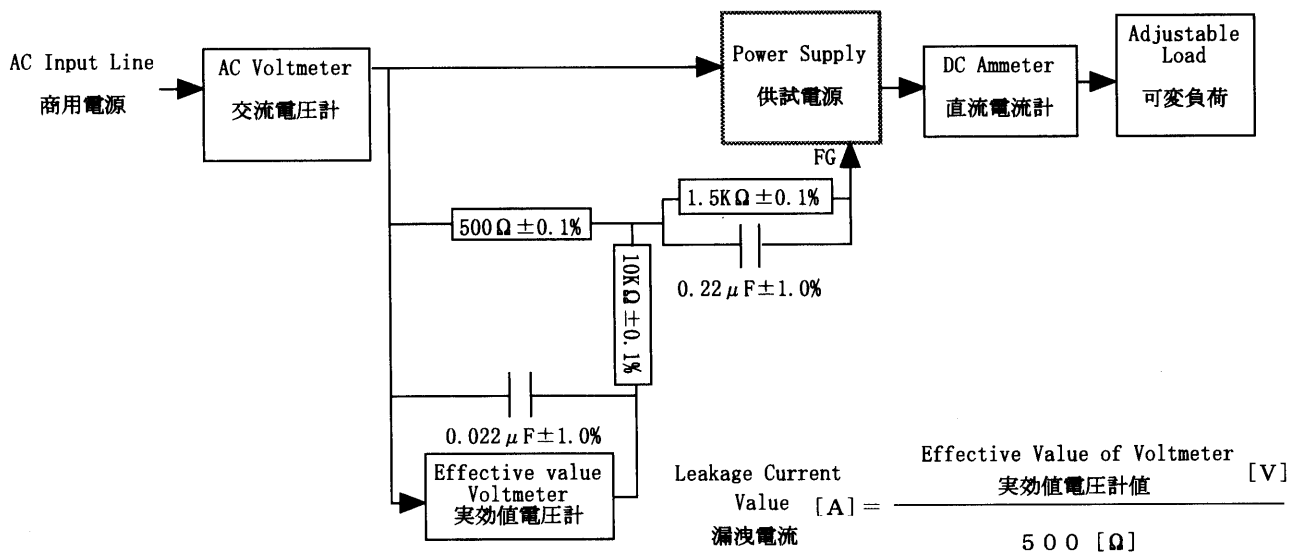 AC Input Line
商用電源
AC Voltmeter
交流電圧計
Power Supply
供試電源
FG
DC Ammeter
直流電流計
Adjustable
Load
可変負荷
500Ω±0.1%
1.5KΩ±0.1%
0.22μF±1.0%
10KΩ±0.1%
0.022μF±1.0%
Effective value
Voltmeter
実効値電圧計
Leakage Current
Value [A]=
漏洩電流
Effective Value of Voltmeter
実効値電圧計値 [V]
500 [Ω]